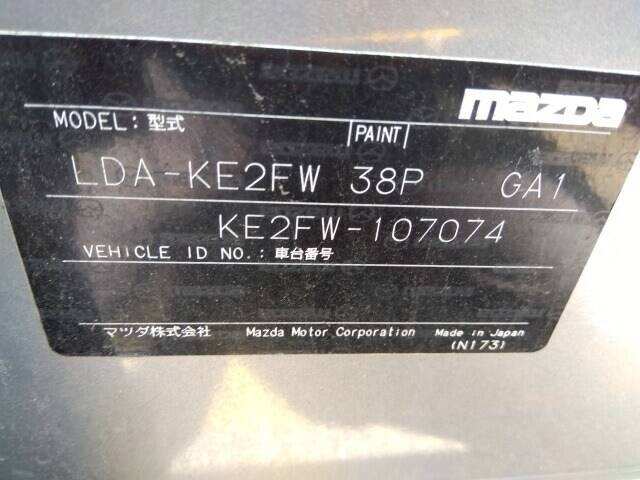 mazda
MODEL: 型式 PAINT
LDA-KE2FW 38P GA1
KE2FW-107074
VEHICLE ID NO.: 車台番号
マツダ株式会社 Mazda Motor Corporation Made in Japan
(N173)